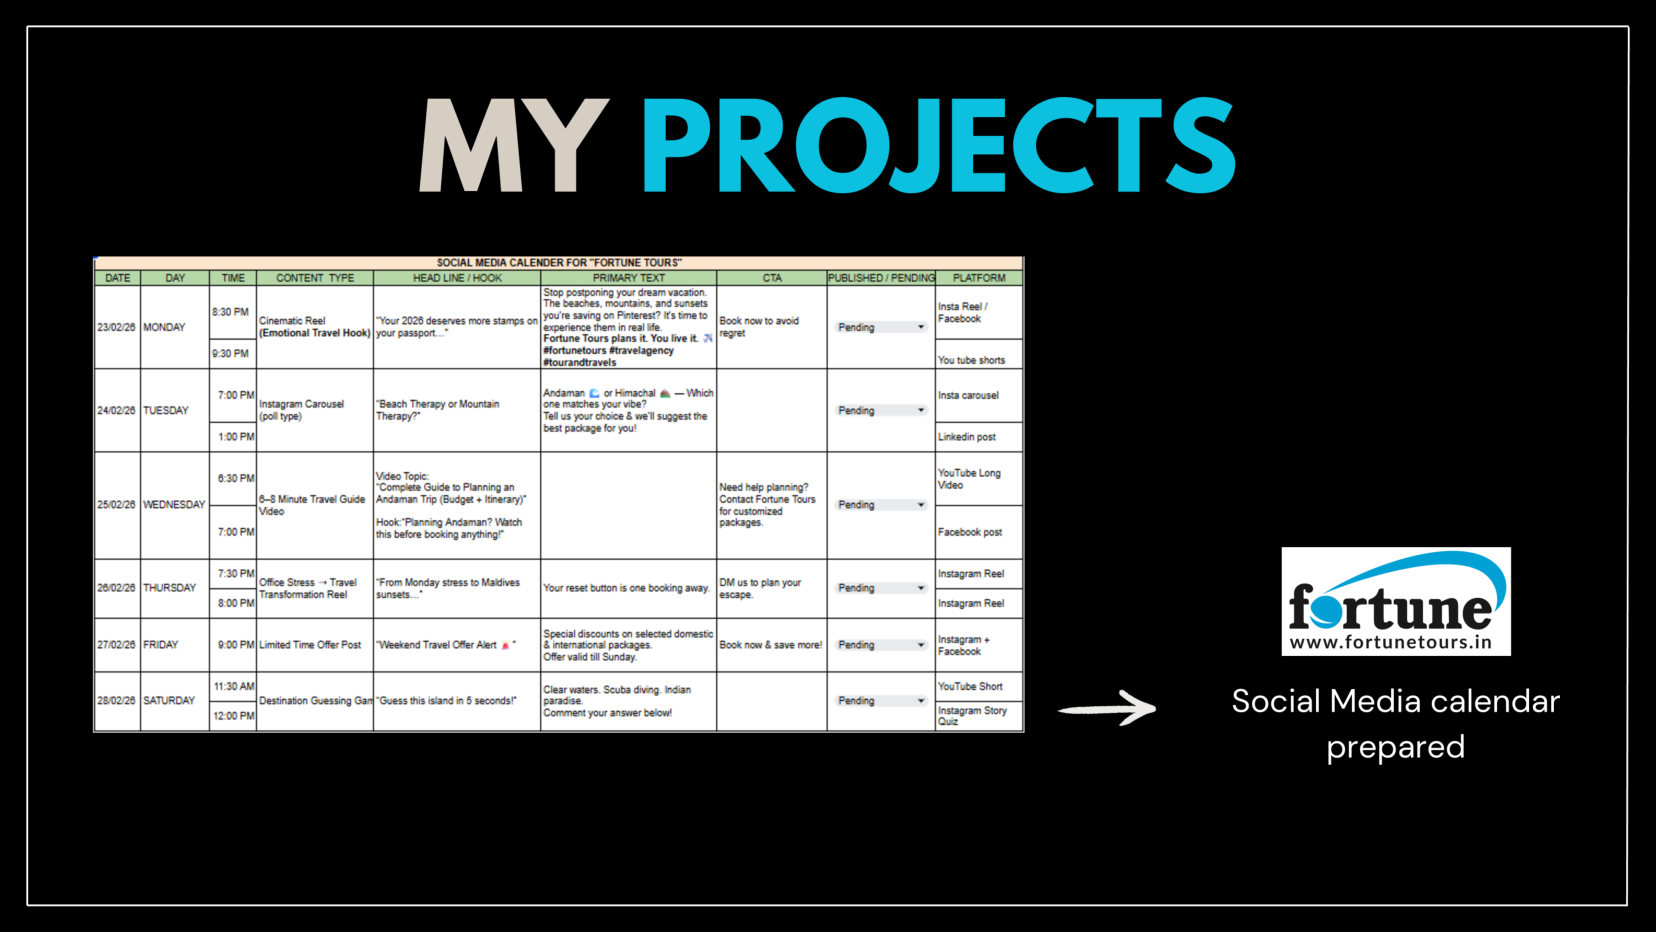 MY PROJECTS
SOCIAL MEDIA CALENDER FOR "FORTUNE TOURS"
DATE DAY TIME CONTENT TYPE HEAD LINE / HOOK PRIMARY TEXT CTA PUBLISHED / PENDING PLATFORM
23/02/26 MONDAY
8:30 PM
9:30 PM
Cinematic Reel
(Emotional Travel Hook)
"Your 2026 deserves more stamps on
your passport..."
Stop postponing your dream vacation.
The beaches, mountains, and sunsets
you're saving on Pinterest? It's time to
experience them in real life.
Fortune Tours plans it. You live it. ✈️
#fortunetours #travelagency
#tourandtravels
Book now to avoid
regret
Pending
Insta Reel /
Facebook
You tube shorts
24/02/26 TUESDAY
7:00 PM
1:00 PM
Instagram Carousel
(poll type)
"Beach Therapy or Mountain
Therapy?"
Andaman 🌊 or Himachal ⛰️ — Which
one matches your vibe?
Tell us your choice & we'll suggest the
best package for you!
Pending
Insta carousel
Linkedin post
25/02/26 WEDNESDAY
6:30 PM
7:00 PM
6–8 Minute Travel Guide
Video
Video Topic:
"Complete Guide to Planning an
Andaman Trip (Budget + Itinerary)"
Hook:"Planning Andaman? Watch
this before booking anything!"
Need help planning?
Contact Fortune Tours
for customized
packages.
Pending
YouTube Long
Video
Facebook post
26/02/26 THURSDAY
7:30 PM
8:00 PM
Office Stress → Travel
Transformation Reel
"From Monday stress to Maldives
sunsets..."
Your reset button is one booking away.
DM us to plan your
escape.
Pending
Instagram Reel
Instagram Reel
27/02/26 FRIDAY
9:00 PM
Limited Time Offer Post
"Weekend Travel Offer Alert 🚨 "
Special discounts on selected domestic
& international packages.
Offer valid till Sunday.
Book now & save more!
Pending
Instagram +
Facebook
28/02/26 SATURDAY
11:30 AM
12:00 PM
Destination Guessing Gam
"Guess this island in 5 seconds!"
Clear waters. Scuba diving. Indian
paradise.
Comment your answer below!
Pending
YouTube Short
Instagram Story
Quiz
fortune
www.fortunetours.in
Social Media calendar
prepared